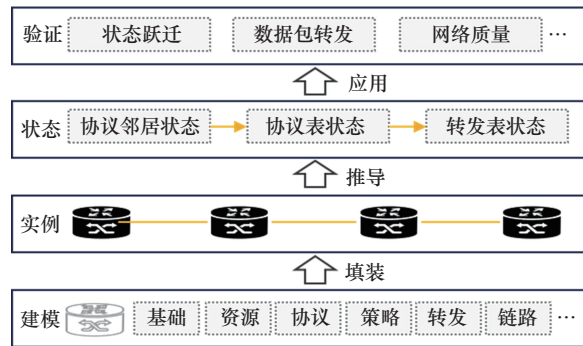 验证 状态跃迁 数据包转发 网络质量 …
应用
状态 协议邻居状态 协议表状态 转发表状态
推导
实例
填装
建模 基础 资源 协议 策略 转发 链路 …